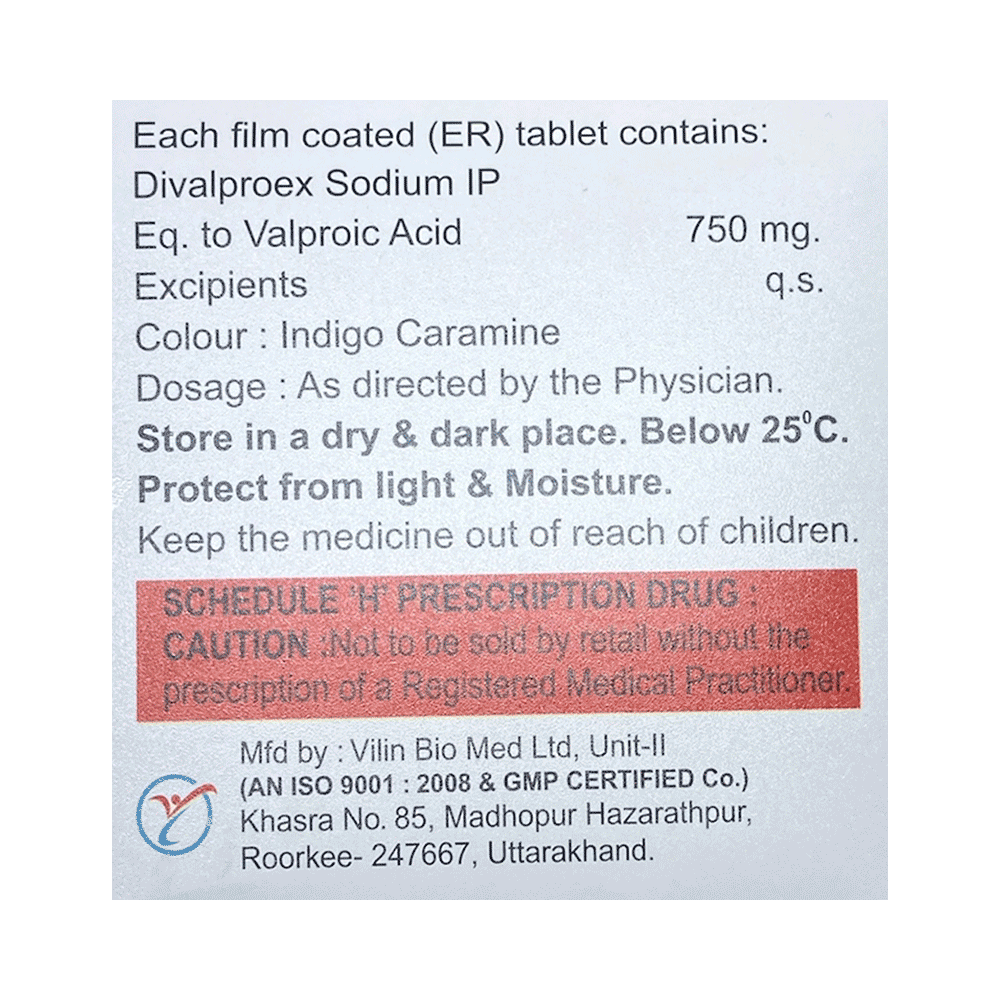 Each film coated (ER) tablet contains:
Divalproex Sodium IP
Eq. to Valproic Acid 750 mg.
Excipients q.s.
Colour : Indigo Caramine
Dosage : As directed by the Physician.
Store in a dry & dark place. Below 25⁰C.
Protect from light & Moisture.
Keep the medicine out of reach of children.
SCHEDULE 'H' PRESCRIPTION DRUG :
CAUTION :Not to be sold by retail without the
prescription of a Registered Medical Practitioner.
Mfd by : Vilin Bio Med Ltd, Unit-II
(AN ISO 9001 : 2008 & GMP CERTIFIED Co.)
Khasra No. 85, Madhopur Hazarathpur,
Roorkee- 247667, Uttarakhand.